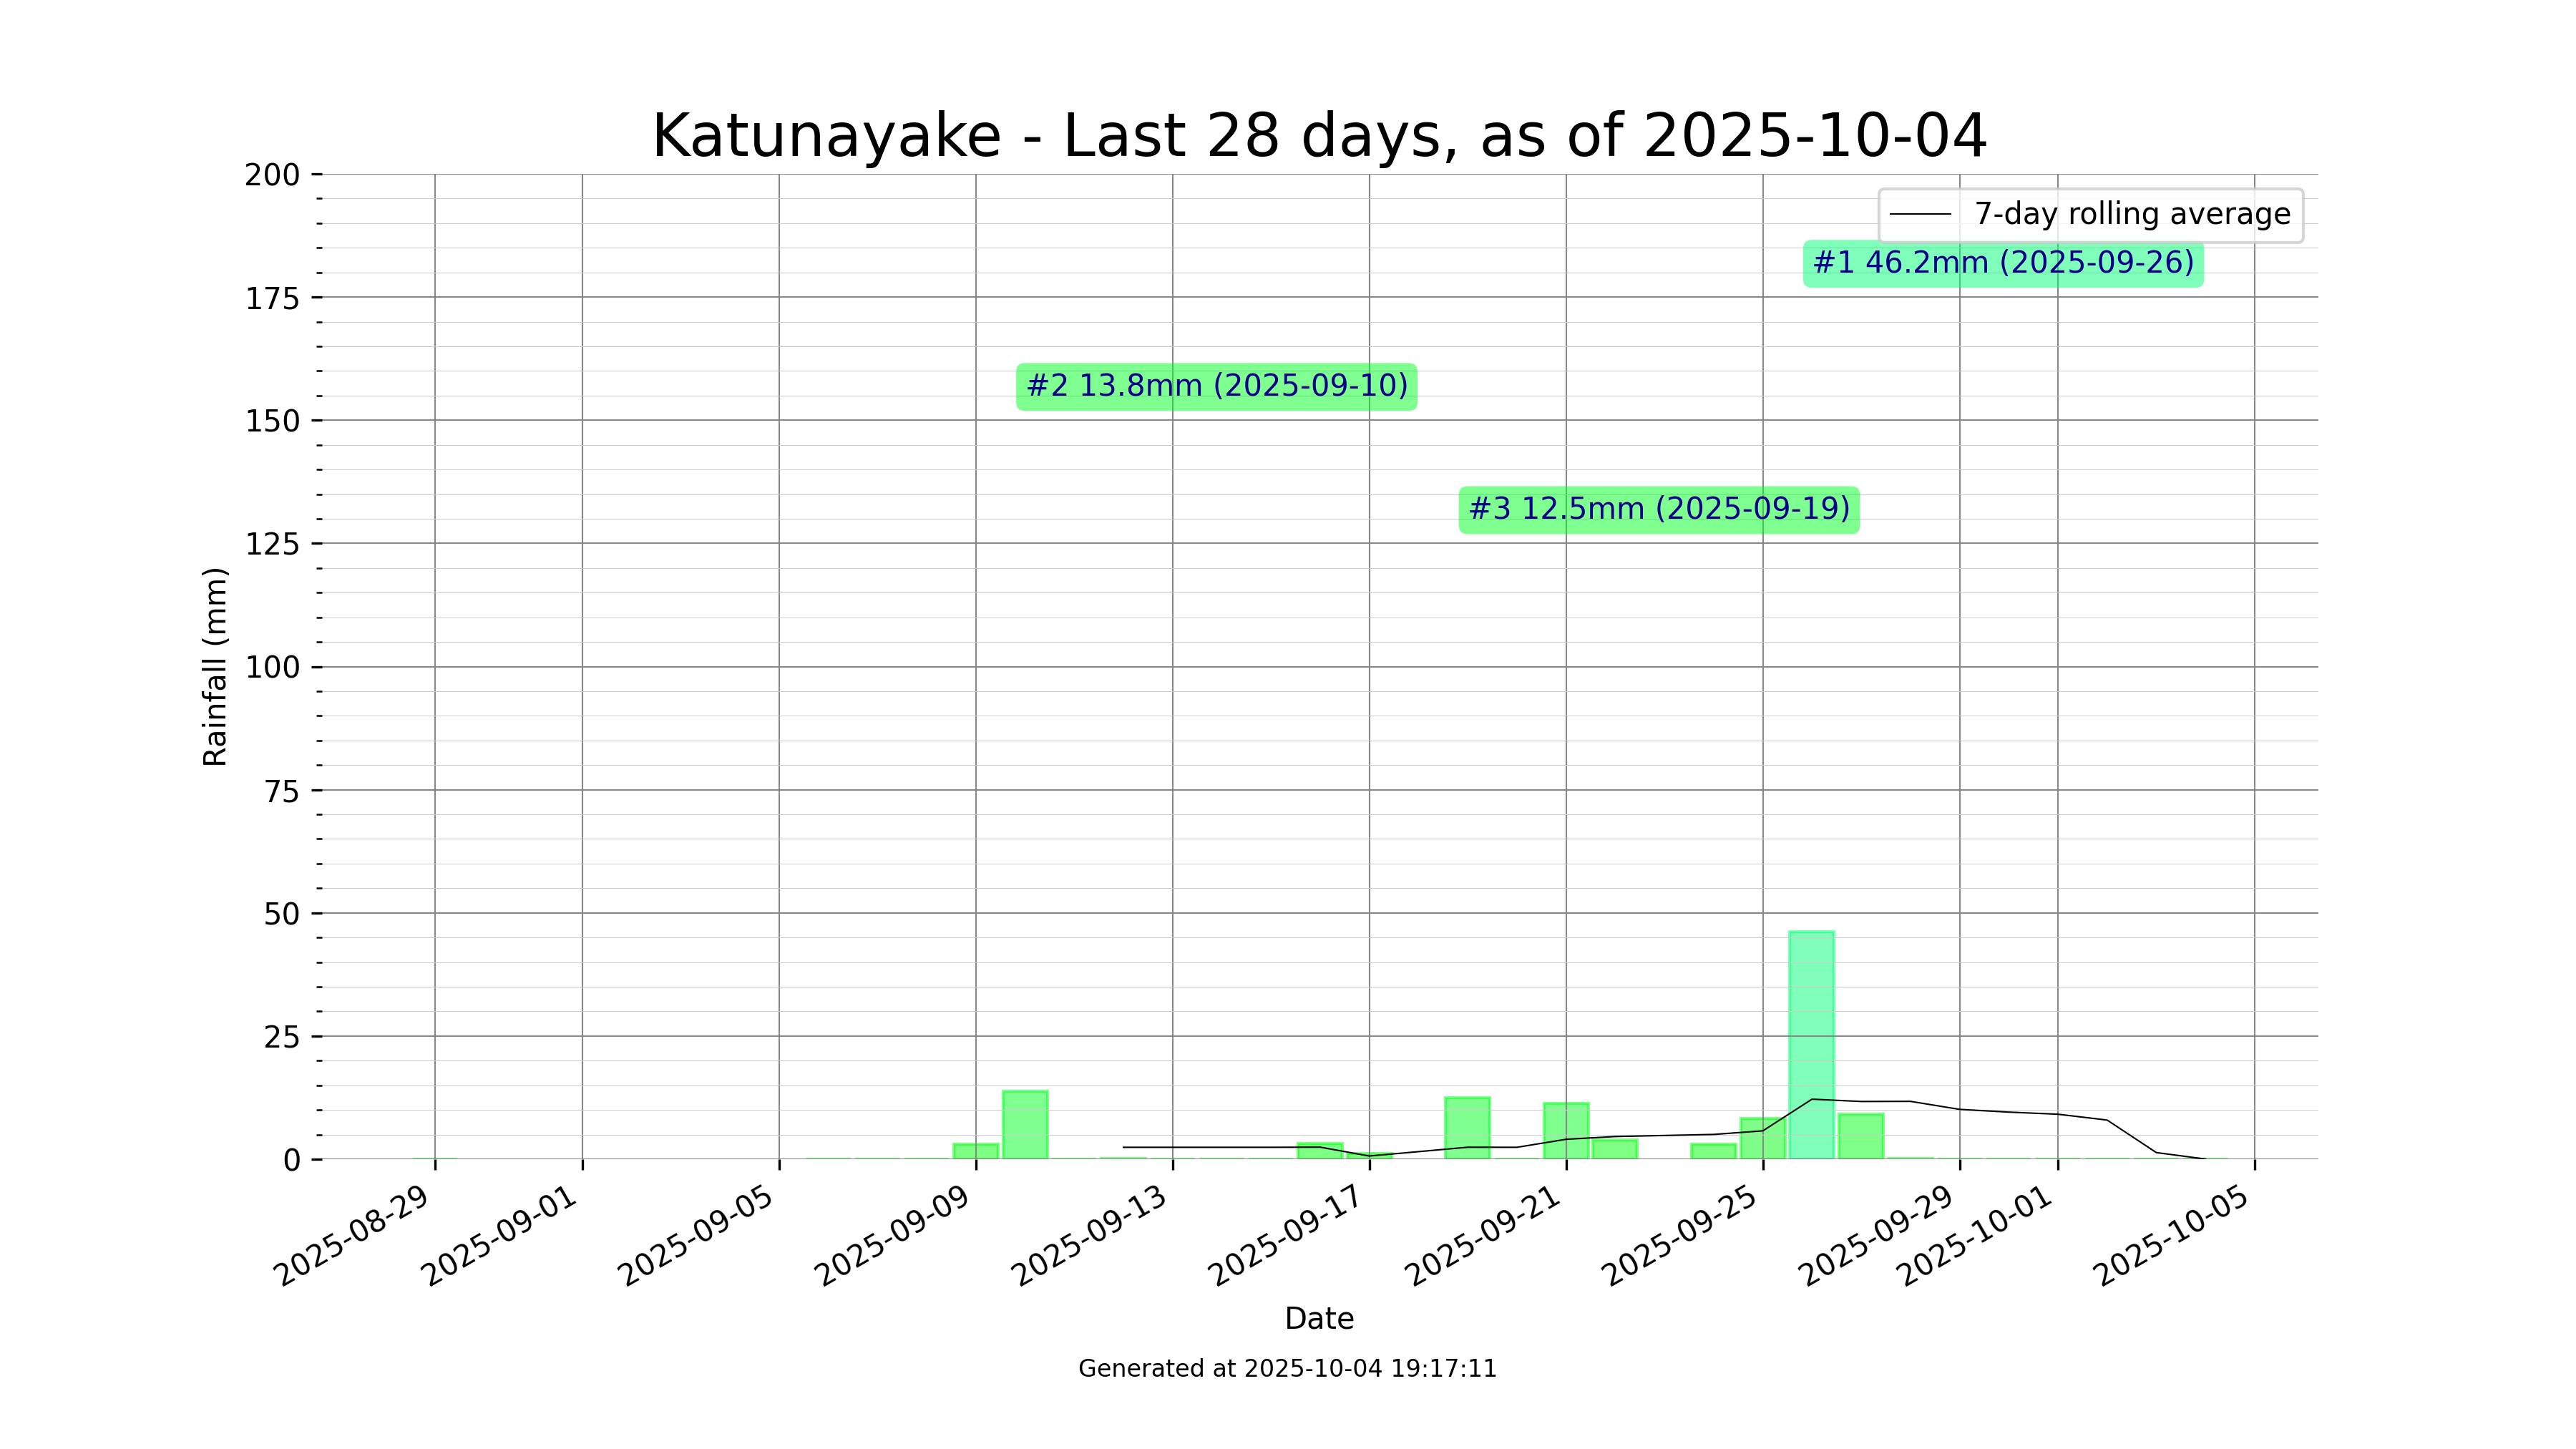 Katunayake - Last 28 days, as of 2025-10-04
200
175
150
125
100
75
50
25
0
Rainfall (mm)
7-day rolling average
#1 46.2mm (2025-09-26)
#2 13.8mm (2025-09-10)
#3 12.5mm (2025-09-19)
2025-08-29
2025-09-01
2025-09-05
2025-09-09
2025-09-13
2025-09-17
2025-09-21
2025-09-25
2025-09-29
2025-10-01
2025-10-05
Date
Generated at 2025-10-04 19:17:11